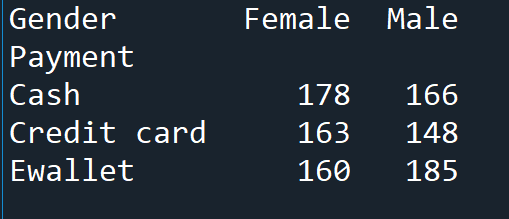 Gender Female Male
Payment
Cash 178 166
Credit card 163 148
Ewallet 160 185